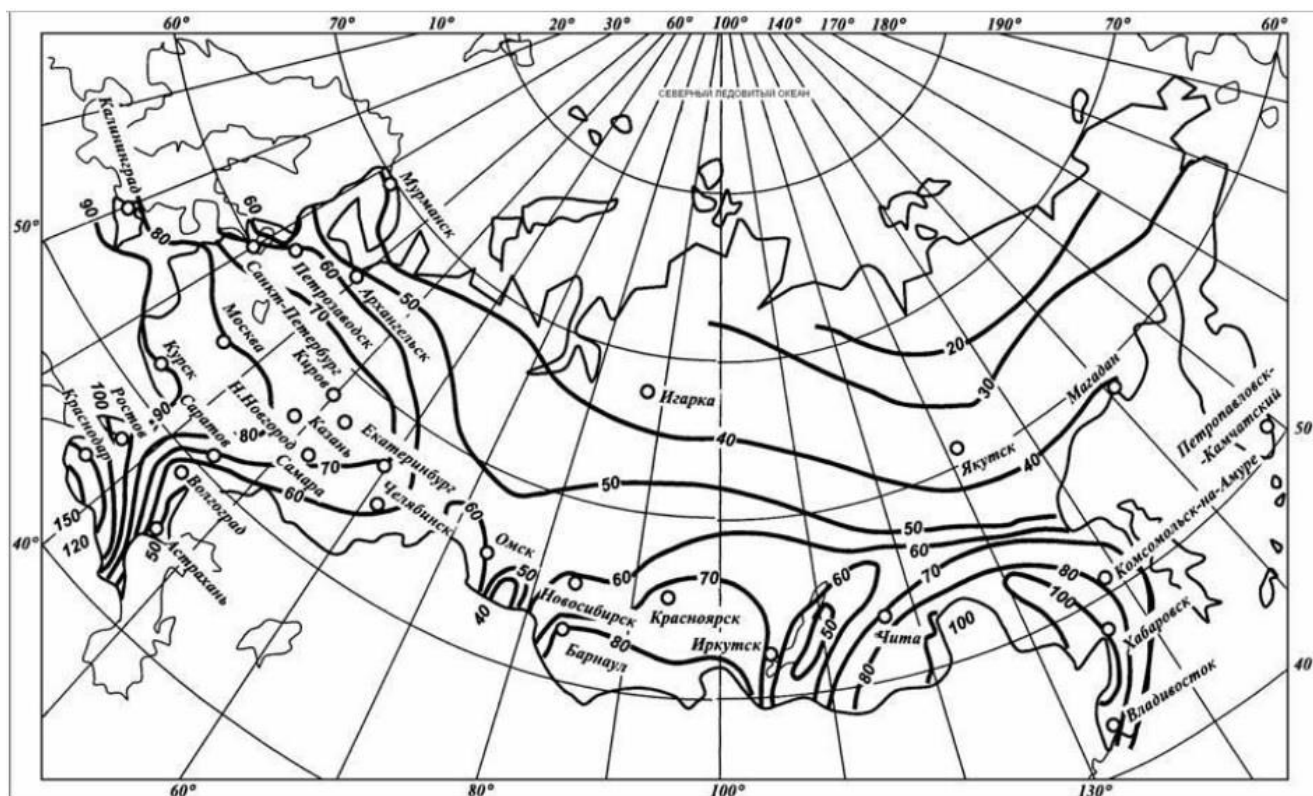 60° 70° 10° 20° 30° 60° 100° 140° 170° 180° 190° 70° 60°
СЕВЕРНЫЙ ЛЕДОВИТЫЙ ОКЕАН
Калининград
Мурманск
50°
90
80
60
Санкт-Петербург
Петрозаводск
60
Архангельск
50
70
Москва
Киров
Курск
Н.Новгород
Казань
Екатеринбург
Игарка
20
30
Магадан
Петропавловск
-Камчатский
50°
Краснодар
100
Ростов
90
Саратов
80
Самара
70
Челябинск
40
Якутск
40
Комсомольск-на-Амуре
Волгоград
60
50
150
120
40°
50
Астрахань
60
Омск
50
40
50
60
60
70
80
100
Новосибирск
60
70
Красноярск
60
50
Барнаул
80
Иркутск
Чита
80
100
Хабаровск
40°
Владивосток
60° 80° 100° 130°